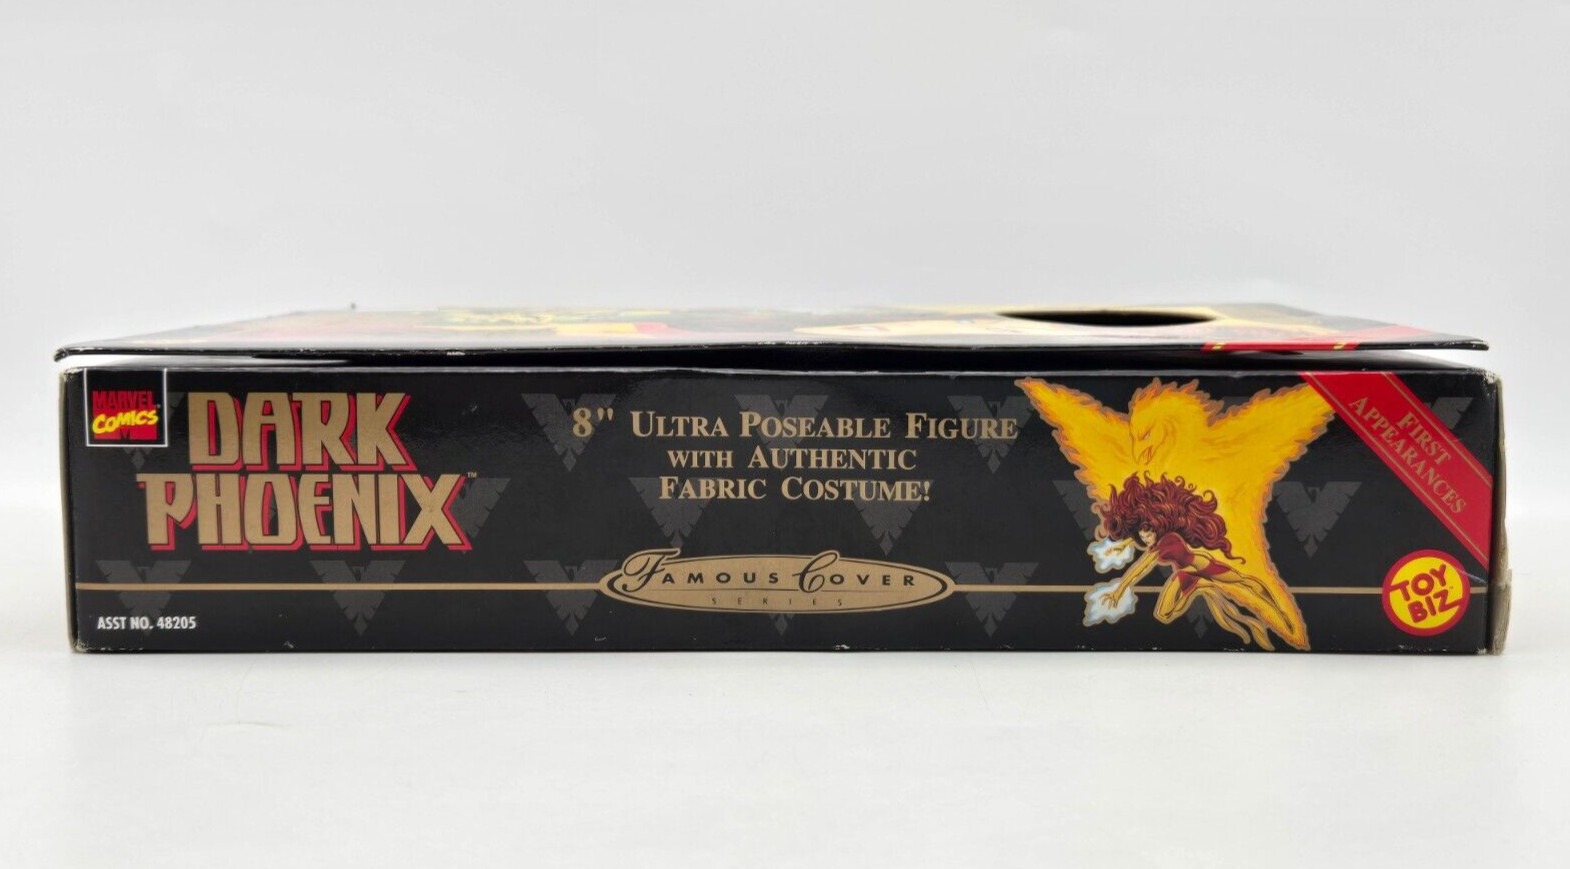 MARVEL
COMICS
DARK
PHOENIX™
8" ULTRA POSEABLE FIGURE
WITH AUTHENTIC
FABRIC COSTUME!
FAMOUS COVER
SERIES
ASST NO. 48205
FIRST
APPEARANCES
TOY
BIZ